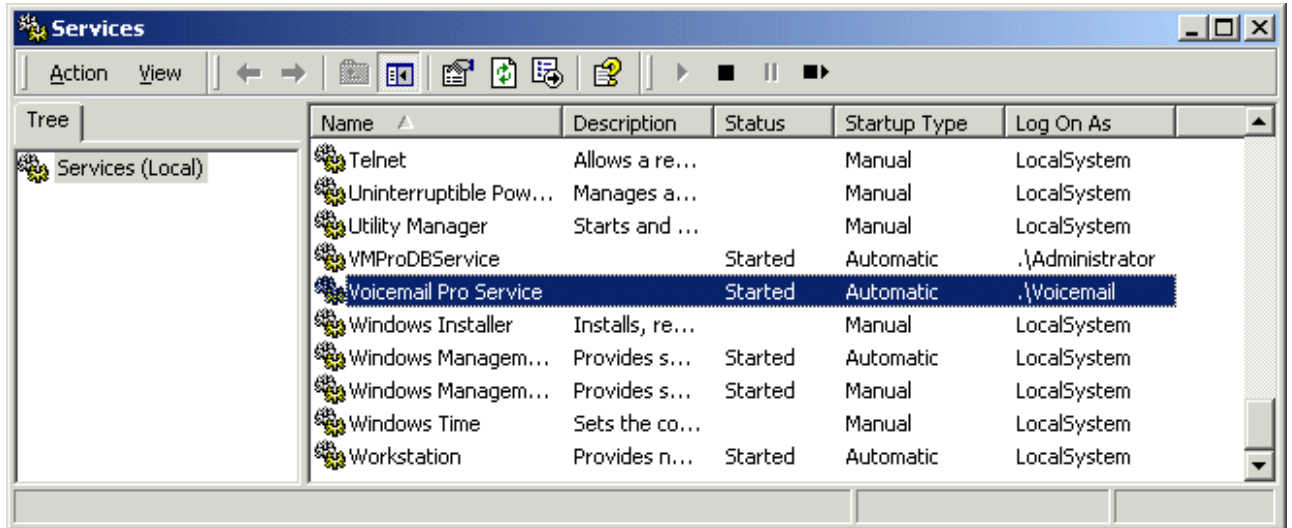 Services
Action View
Tree
Name Description Status Startup Type Log On As
Services (Local)
Telnet Allows a re... Manual LocalSystem
Uninterruptible Pow... Manages a... Manual LocalSystem
Utility Manager Starts and ... Manual LocalSystem
VMProDBService Started Automatic .\Administrator
Voicemail Pro Service Started Automatic .\Voicemail
Windows Installer Installs, re... Manual LocalSystem
Windows Managem... Provides s... Started Automatic LocalSystem
Windows Managem... Provides s... Started Manual LocalSystem
Windows Time Sets the co... Manual LocalSystem
Workstation Provides n... Started Automatic LocalSystem